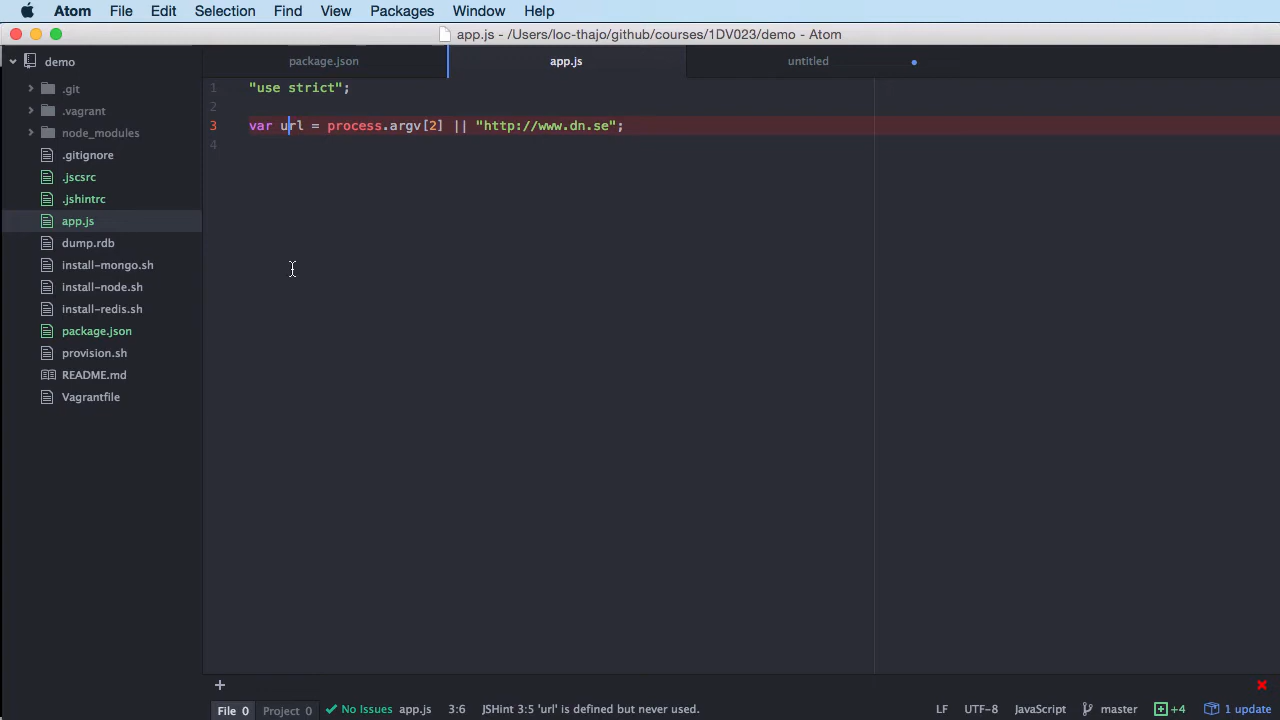 Atom File Edit Selection Find View Packages Window Help
app.js - /Users/loc-thajo/github/courses/1DV023/demo - Atom
demo
package.json
app.js
untitled
.git
.vagrant
node_modules
.gitignore
.jscsrc
.jshintrc
app.js
dump.rdb
install-mongo.sh
install-node.sh
install-redis.sh
package.json
provision.sh
README.md
Vagrantfile
1 "use strict";
2
3 var url = process.argv[2] || "http://www.dn.se";
4
+
File 0 Project 0 No Issues app.js 3:6 JSHint 3:5 'url' is defined but never used. LF UTF-8 JavaScript master +4 1 update